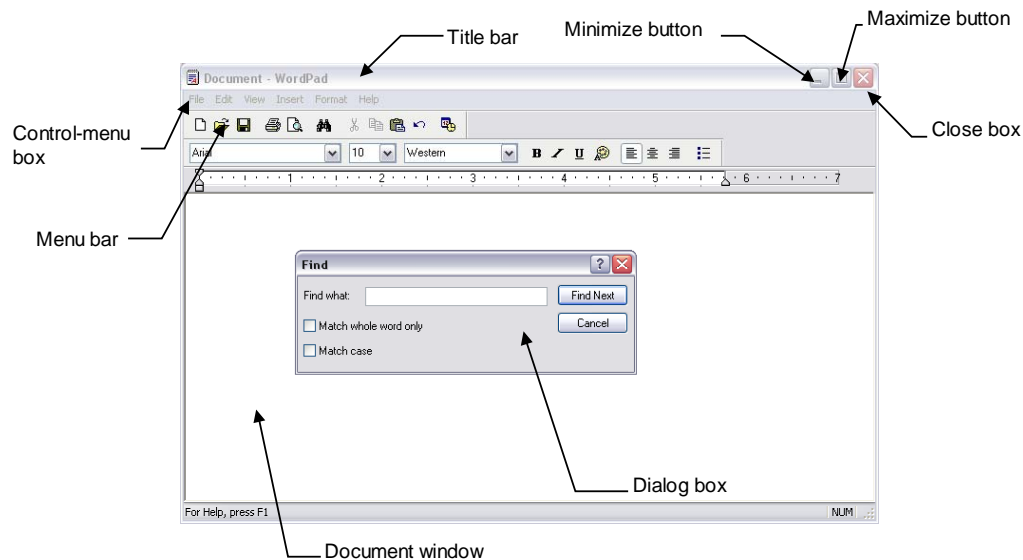 Maximize button
Minimize button
Title bar
Document - WordPad
File Edit View Insert Format Help
Close box
Control-menu
box
Arial 10 Western B I U
1 2 3 4 5 6 7
Menu bar
Find ?
Find what: Find Next
Match whole word only Cancel
Match case
Dialog box
For Help, press F1 NUM
Document window